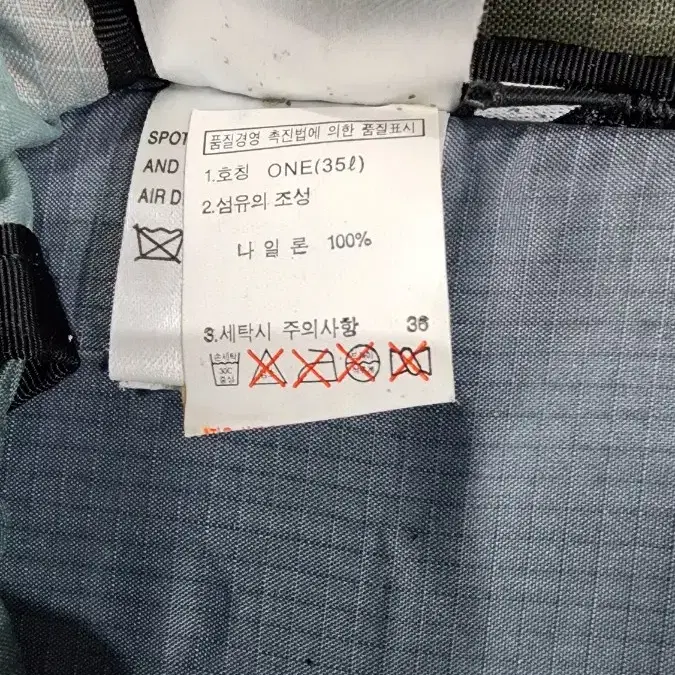 SPOT
AND
AIR D
품질경영 촉진법에 의한 품질표시
1.호칭 ONE(35ℓ)
2.섬유의 조성
나 일 론 100%
3.세탁시 주의사항 36
손세탁
30C
중성